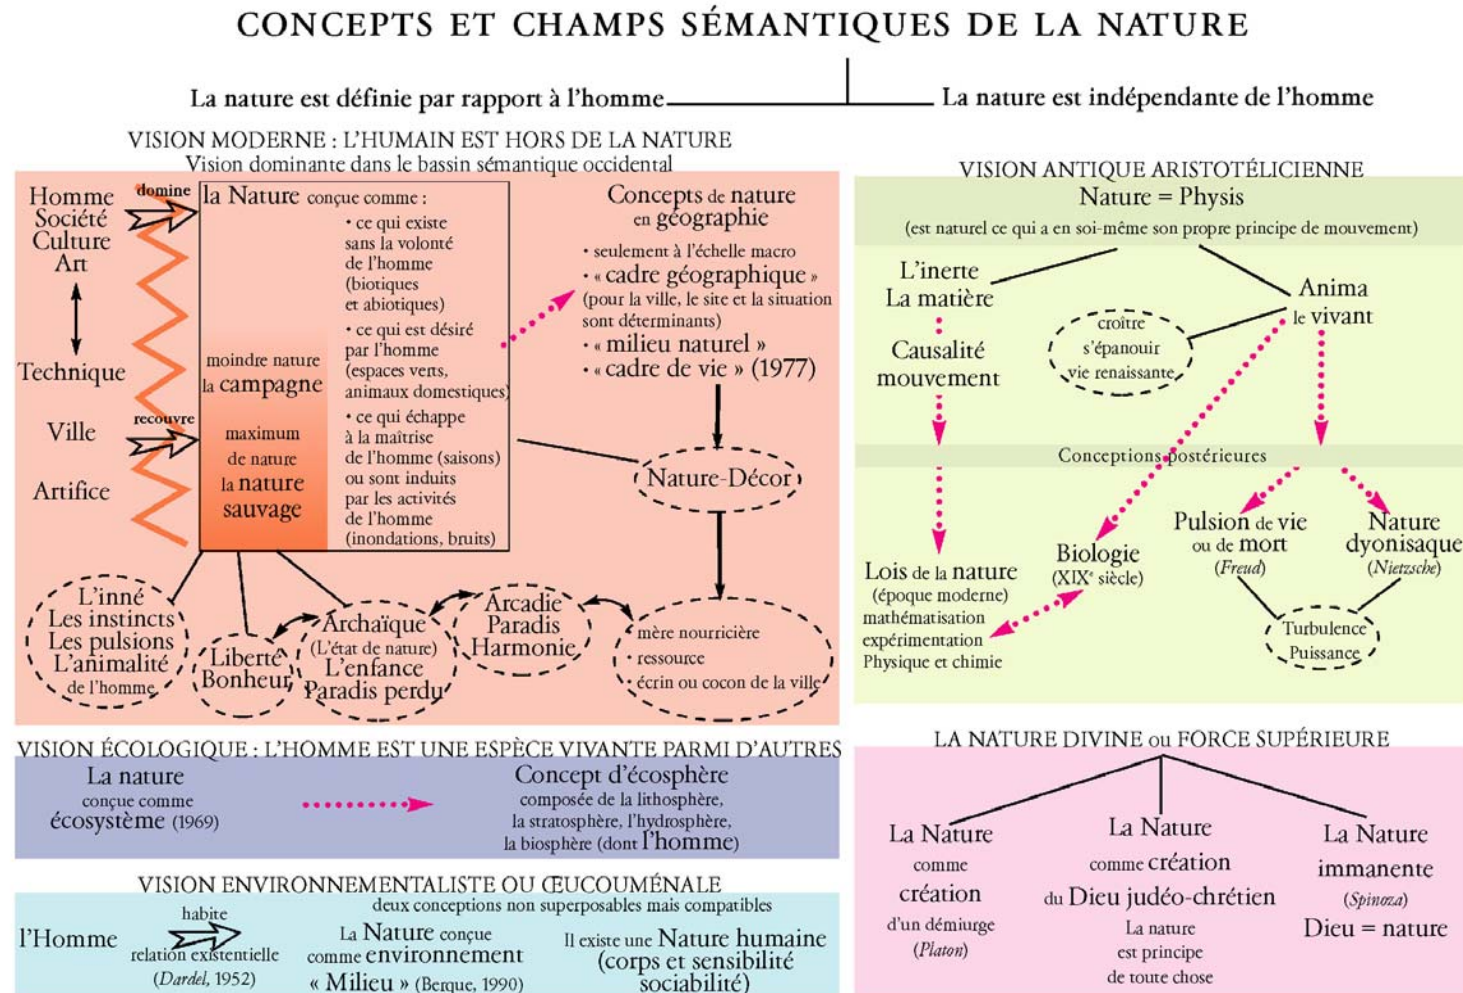 CONCEPTS ET CHAMPS SÉMANTIQUES DE LA NATURE
La nature est définie par rapport à l'homme
La nature est indépendante de l'homme
VISION MODERNE : L'HUMAIN EST HORS DE LA NATURE
Vision dominante dans le bassin sémantique occidental
Homme
Société
Culture
Art
Technique
Ville
Artifice
domine
recouvre
la Nature conçue comme :
• ce qui existe
sans la volonté
de l'homme
(biotiques
et abiotiques)
• ce qui est désiré
par l'homme
(espaces verts,
animaux domestiques)
• ce qui échappe
à la maîtrise
de l'homme (saisons)
ou sont induits
par les activités
de l'homme
(inondations, bruits)
moindre nature
la campagne
maximum
de nature
la nature
sauvage
Concepts de nature
en géographie
• seulement à l'échelle macro
• « cadre géographique »
(pour la ville, le site et la situation
sont déterminants)
• « milieu naturel »
• « cadre de vie » (1977)
Nature-Décor
L'inné
Les instincts
Les pulsions
L'animalité
de l'homme
Liberté
Bonheur
Archaïque
(L'état de nature)
L'enfance
Paradis perdu
Arcadie
Paradis
Harmonie
• mère nourricière
• ressource
• écrin ou cocon de la ville
VISION ÉCOLOGIQUE : L'HOMME EST UNE ESPÈCE VIVANTE PARMI D'AUTRES
La nature
conçue comme
écosystème (1969)
Concept d'écosphère
composée de la lithosphère,
la stratosphère, l'hydrosphère,
la biosphère (dont l'homme)
VISION ENVIRONNEMENTALISTE OU ŒUCOUMÉNALE
deux conceptions non superposables mais compatibles
l'Homme
habite
relation existentielle
(Dardel, 1952)
La Nature conçue
comme environnement
« Milieu » (Berque, 1990)
Il existe une Nature humaine
(corps et sensibilité
sociabilité)
VISION ANTIQUE ARISTOTÉLICIENNE
Nature = Physis
(est naturel ce qui a en soi-même son propre principe de mouvement)
L'inerte
La matière
Anima
le vivant
croître
s'épanouir
vie renaissante
Causalité
mouvement
Conceptions postérieures
Lois de la nature
(époque moderne)
mathématisation
expérimentation
Physique et chimie
Biologie
(XIXe siècle)
Pulsion de vie
ou de mort
(Freud)
Nature
dyonisaque
(Nietzsche)
Turbulence
Puissance
LA NATURE DIVINE ou FORCE SUPÉRIEURE
La Nature
comme
création
d'un démiurge
(Platon)
La Nature
comme création
du Dieu judéo-chrétien
La nature
est principe
de toute chose
La Nature
immanente
(Spinoza)
Dieu = nature